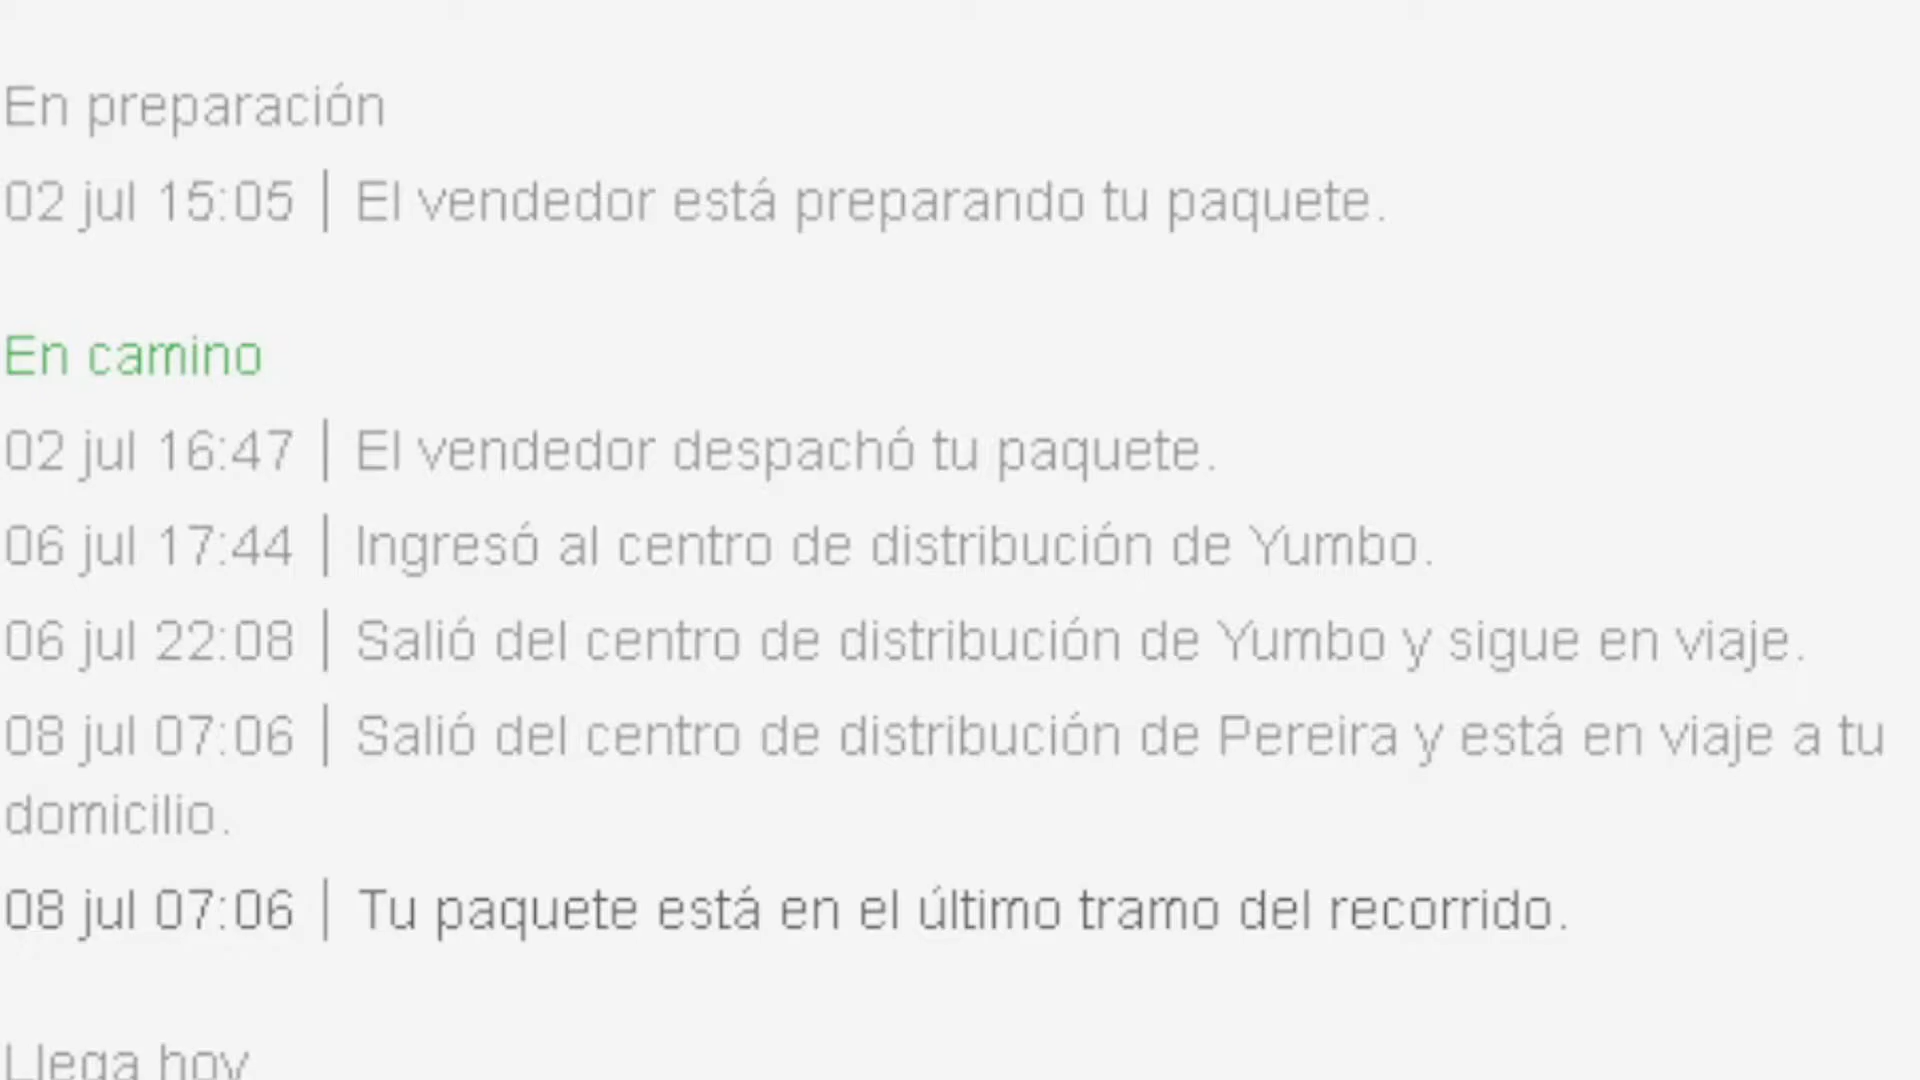 En preparación
02 jul 15:05 | El vendedor está preparando tu paquete.
En camino
02 jul 16:47 | El vendedor despachó tu paquete.
06 jul 17:44 | Ingresó al centro de distribución de Yumbo.
06 jul 22:08 | Salió del centro de distribución de Yumbo y sigue en viaje.
08 jul 07:06 | Salió del centro de distribución de Pereira y está en viaje a tu
domicilio.
08 jul 07:06 | Tu paquete está en el último tramo del recorrido.
Llega hoy